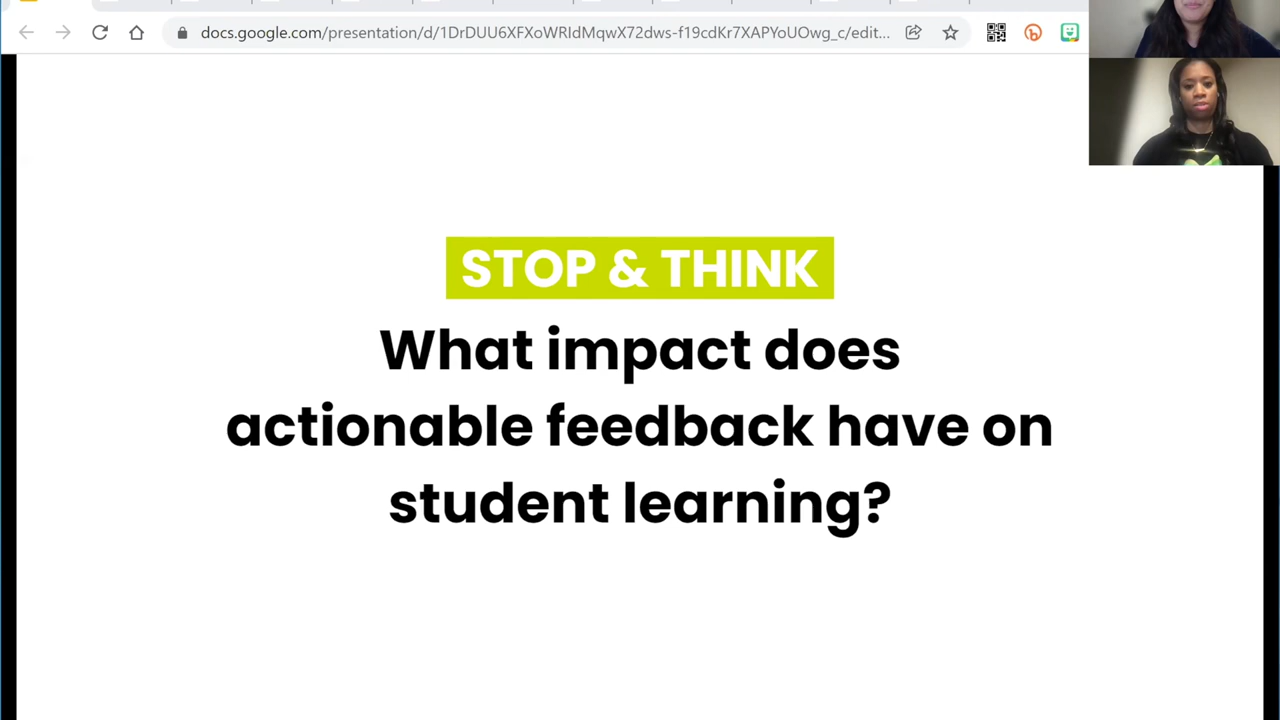 docs.google.com/presentation/d/1DrDUU6XFXoWRIdMqwX72dws-f19cdKr7XAPYoUOwg_c/edit...
STOP & THINK
What impact does
actionable feedback have on
student learning?